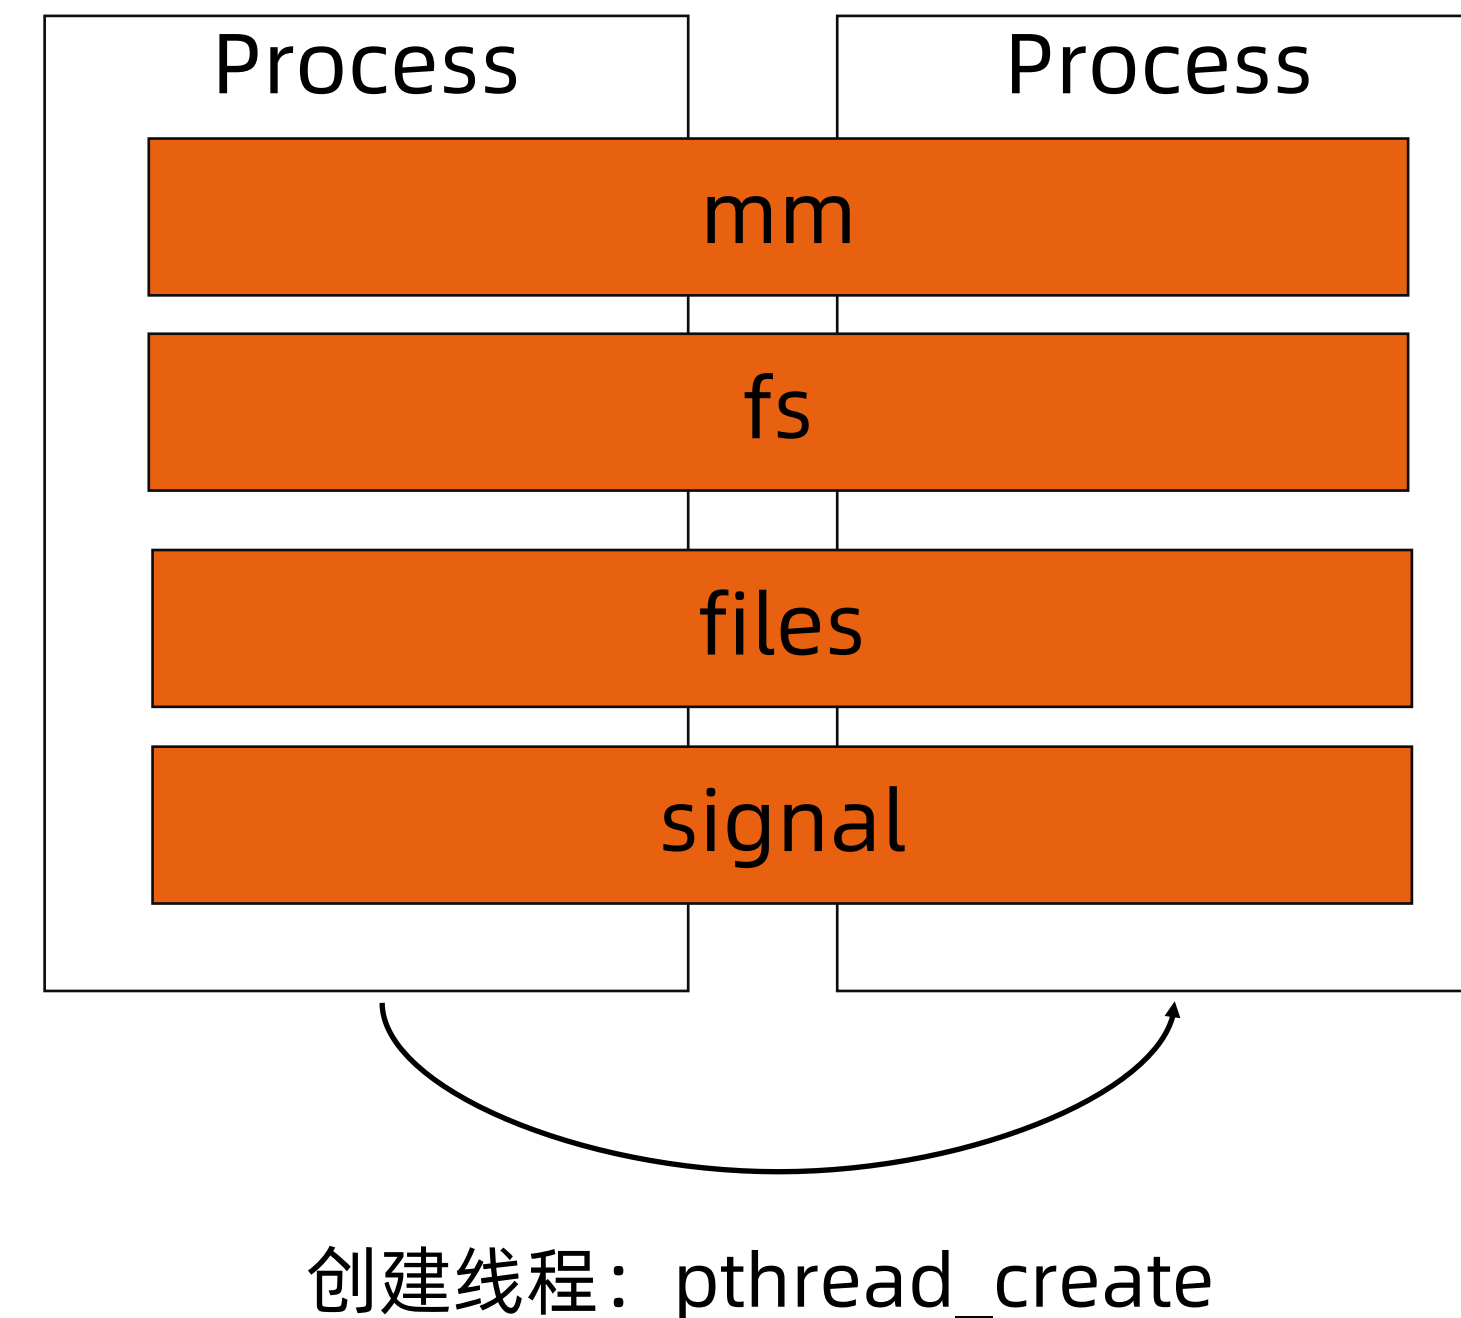 Process Process
mm
fs
files
signal
创建线程：pthread_create